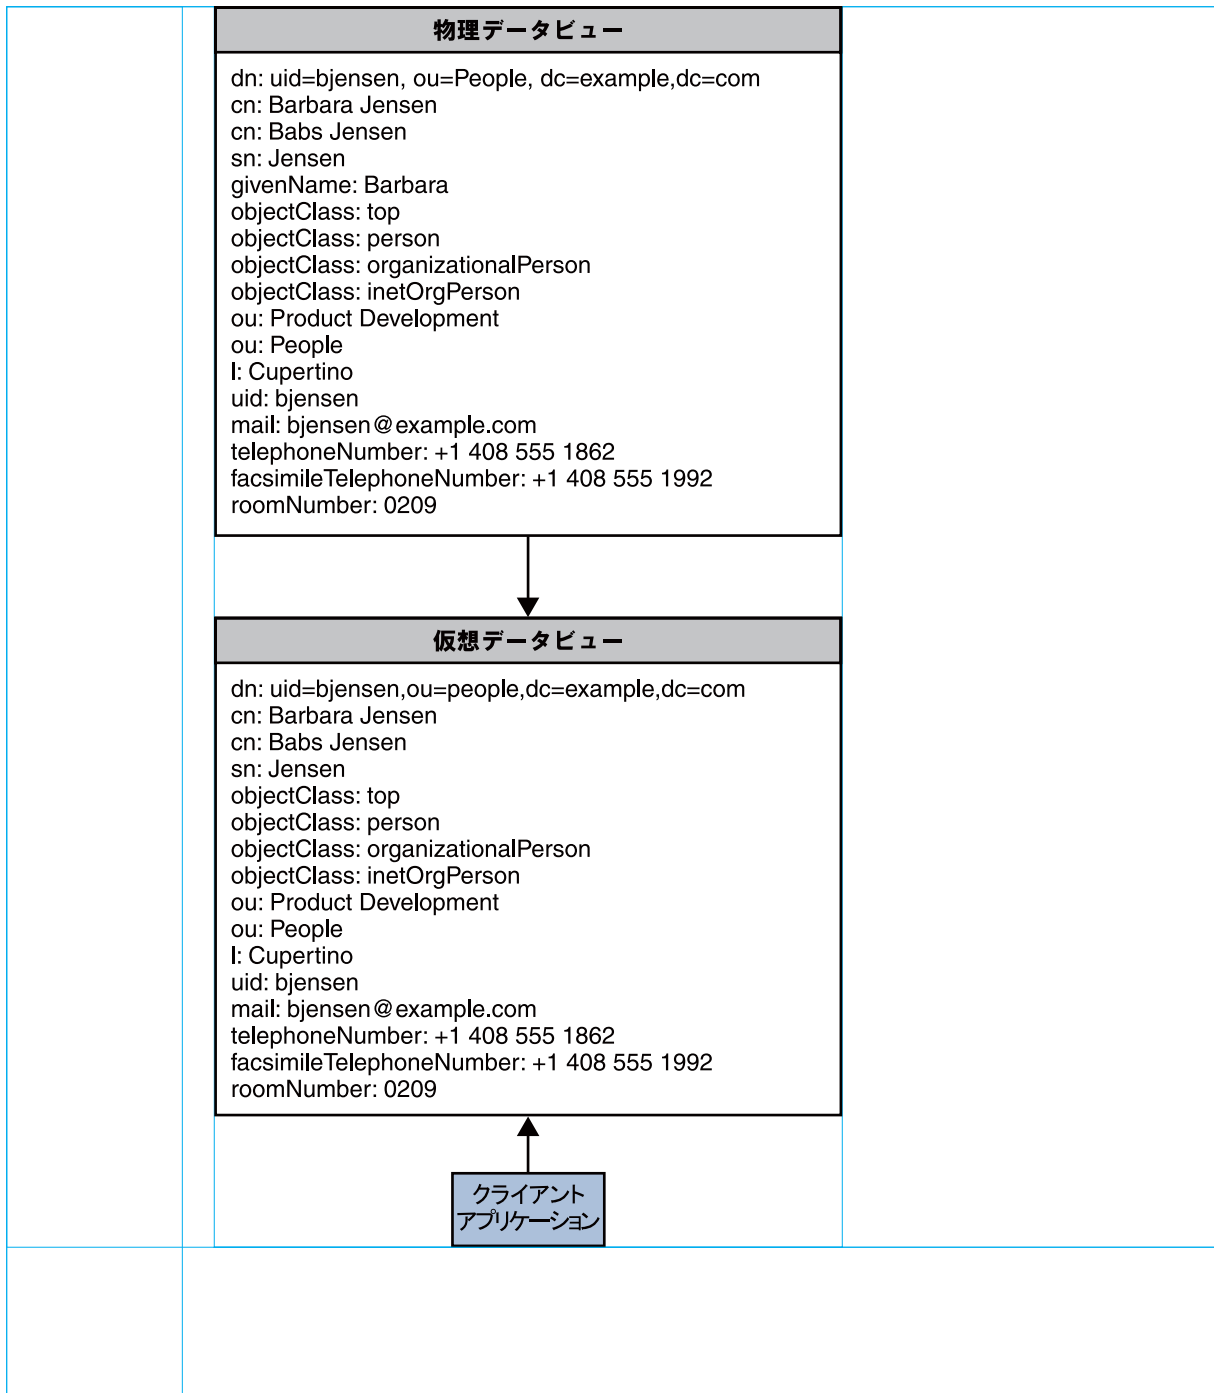 物理データビュー
dn: uid=bjensen, ou=People, dc=example,dc=com
cn: Barbara Jensen
cn: Babs Jensen
sn: Jensen
givenName: Barbara
objectClass: top
objectClass: person
objectClass: organizationalPerson
objectClass: inetOrgPerson
ou: Product Development
ou: People
l: Cupertino
uid: bjensen
mail: bjensen@example.com
telephoneNumber: +1 408 555 1862
facsimileTelephoneNumber: +1 408 555 1992
roomNumber: 0209
仮想データビュー
dn: uid=bjensen,ou=people,dc=example,dc=com
cn: Barbara Jensen
cn: Babs Jensen
sn: Jensen
objectClass: top
objectClass: person
objectClass: organizationalPerson
objectClass: inetOrgPerson
ou: Product Development
ou: People
l: Cupertino
uid: bjensen
mail: bjensen@example.com
telephoneNumber: +1 408 555 1862
facsimileTelephoneNumber: +1 408 555 1992
roomNumber: 0209
クライアント
アプリケーション